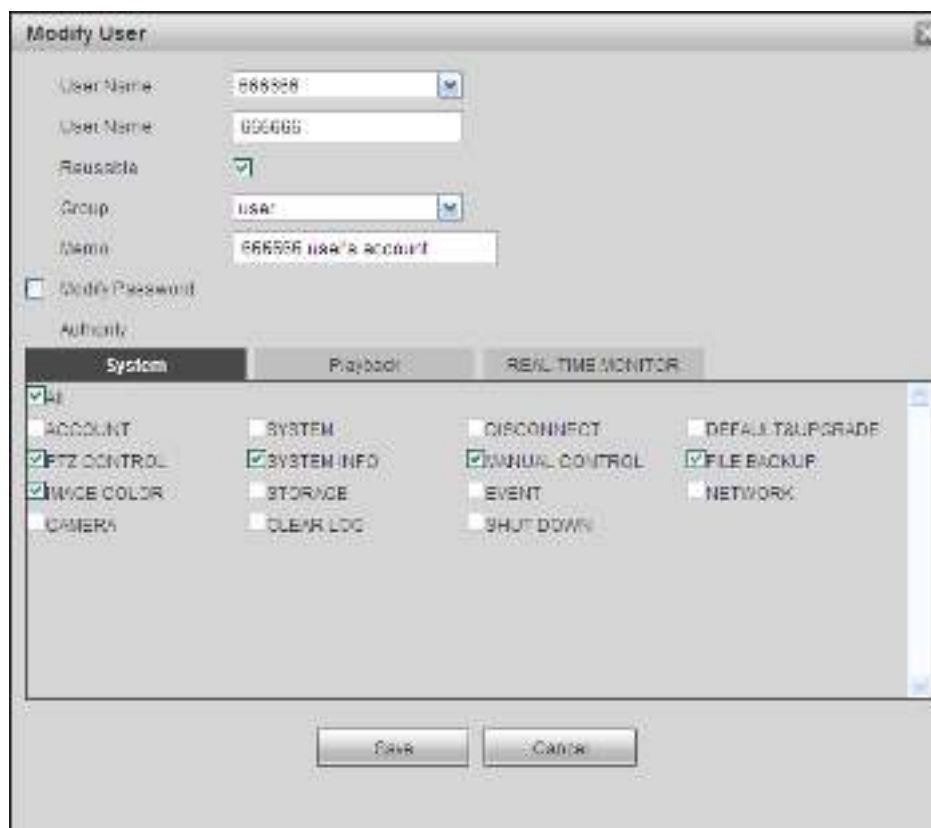 Modify User
User Name 666666
User Name 666666
Reusable
Group user
Memo 666666 user's account
Modify Password
Authority
System Playback REAL-TIME MONITOR
All
ACCOUNT SYSTEM DISCONNECT DEFAULT&UPGRADE
PTZ CONTROL SYSTEM INFO MANUAL CONTROL FILE BACKUP
IMAGE COLOR STORAGE EVENT NETWORK
CAMERA CLEAR LOG SHUT DOWN
Save Cancel